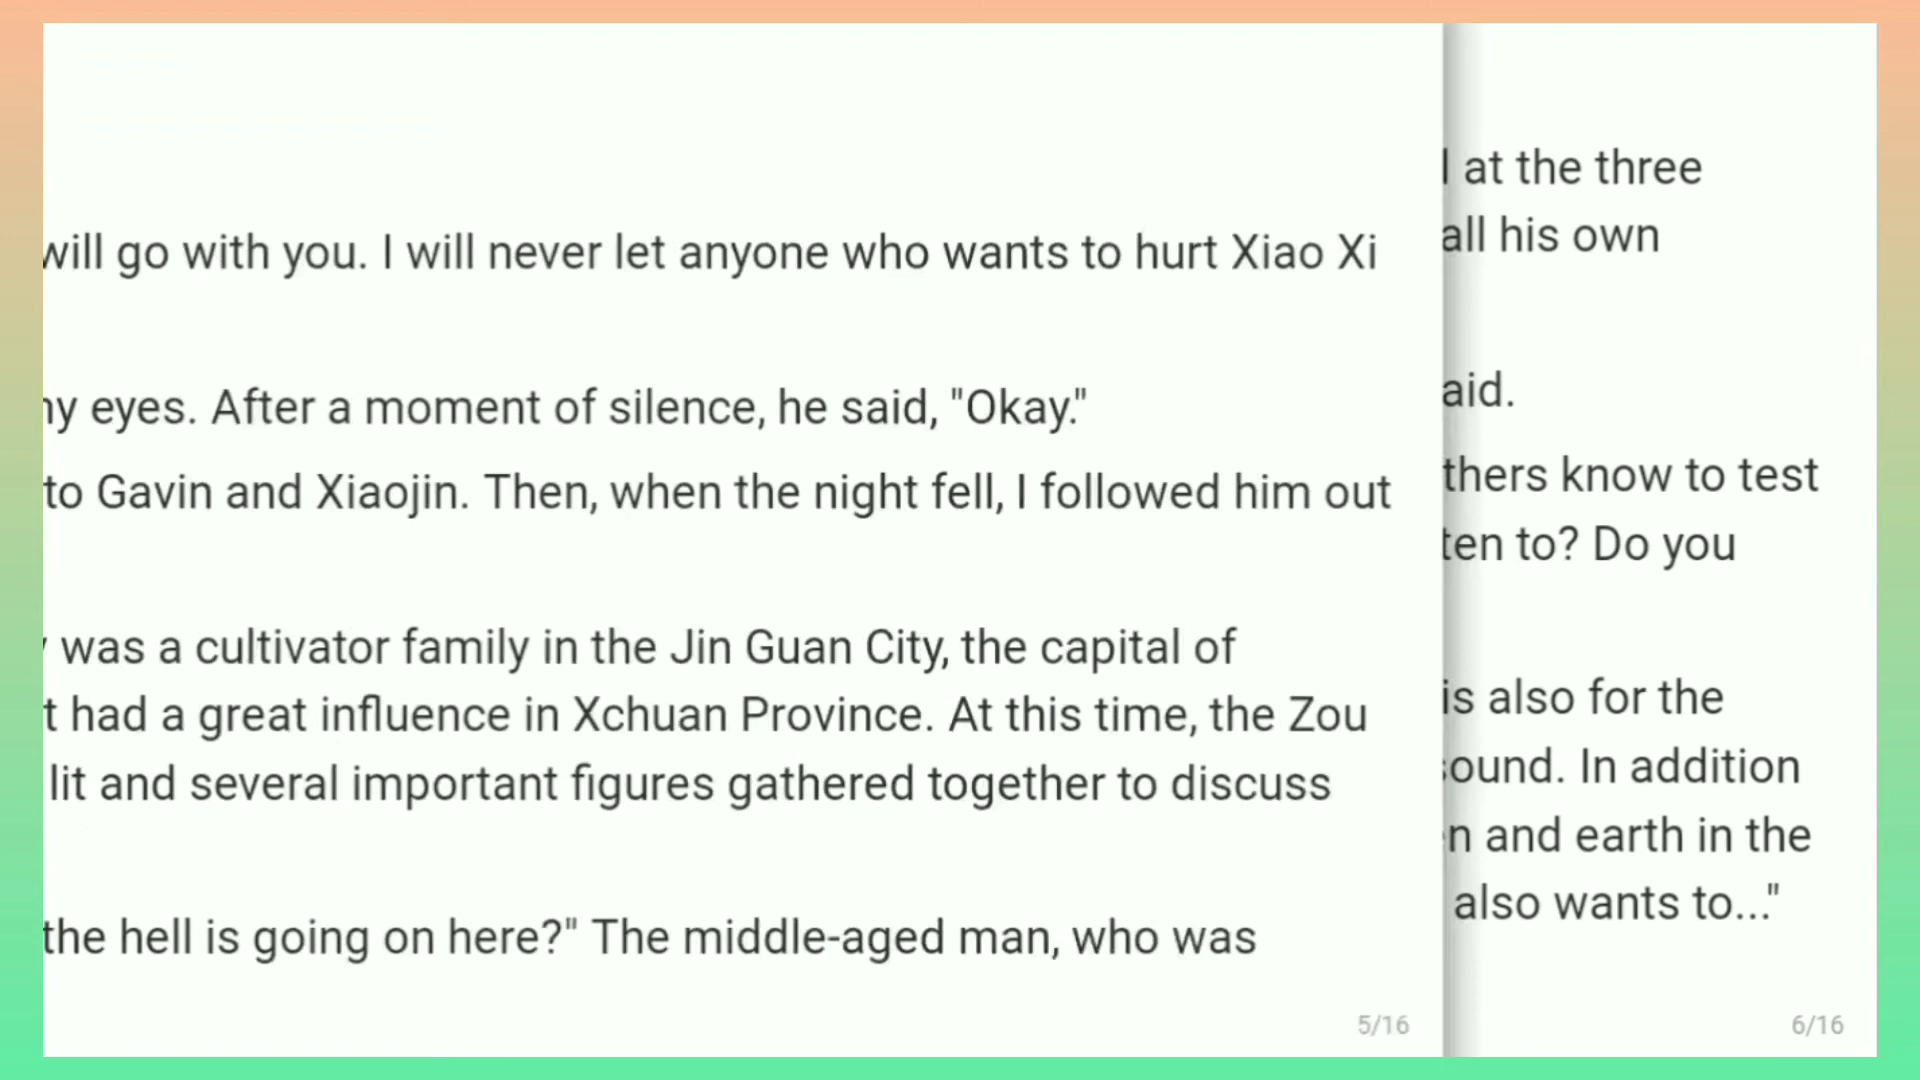 will go with you. I will never let anyone who wants to hurt Xiao Xi
eyes. After a moment of silence, he said, "Okay."
to Gavin and Xiaojin. Then, when the night fell, I followed him out
was a cultivator family in the Jin Guan City, the capital of
t had a great influence in Xchuan Province. At this time, the Zou
lit and several important figures gathered together to discuss
the hell is going on here?" The middle-aged man, who was
5/16
at the three
all his own
aid.
thers know to test
ten to? Do you
is also for the
ound. In addition
n and earth in the
also wants to..."
6/16